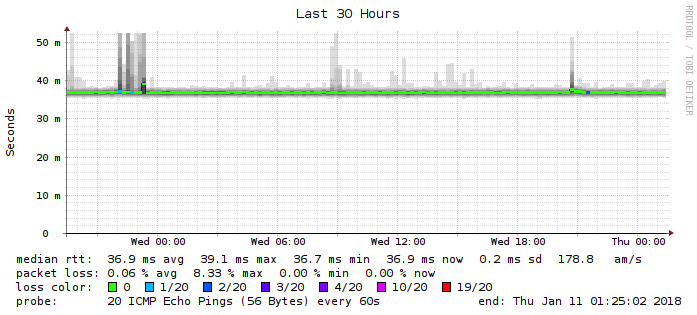 Last 30 Hours
RRDTOOL / TOBI OETIKER
Seconds
50 m
40 m
30 m
20 m
10 m
0
Wed 00:00 Wed 06:00 Wed 12:00 Wed 18:00 Thu 00:00
median rtt: 36.9 ms avg 39.1 ms max 36.7 ms min 36.9 ms now 0.2 ms sd 178.8 am/s
packet loss: 0.06 % avg 8.33 % max 0.00 % min 0.00 % now
loss color: 0 1/20 2/20 3/20 4/20 10/20 19/20
probe: 20 ICMP Echo Pings (56 Bytes) every 60s end: Thu Jan 11 01:25:02 2018